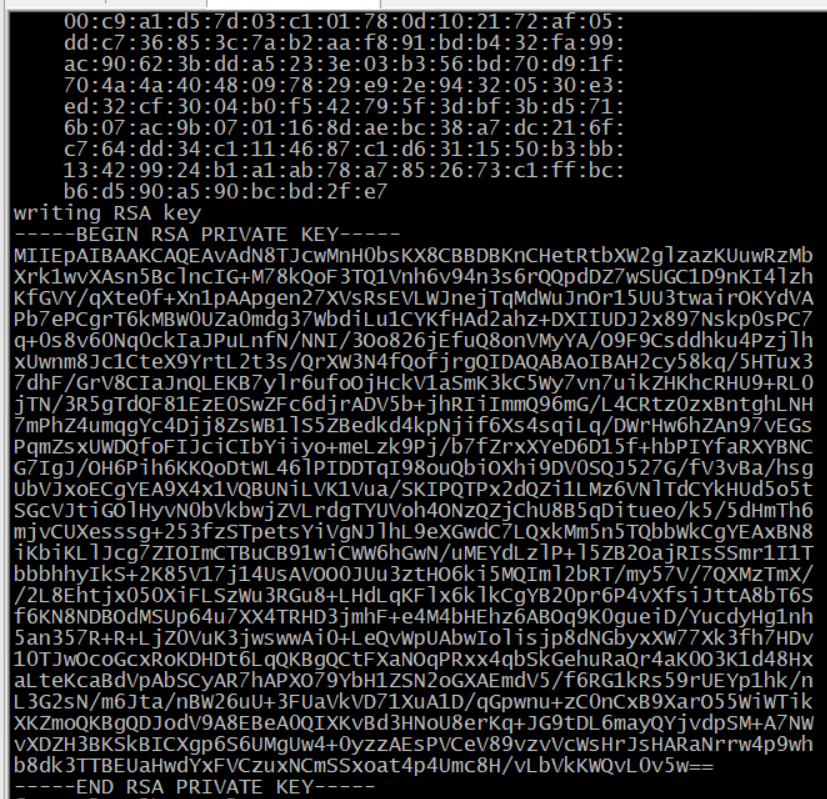 00:c9:a1:d5:7d:03:c1:01:78:0d:10:21:72:af:05:
dd:c7:36:85:3c:7a:b2:aa:f8:91:bd:b4:32:fa:99:
ac:90:62:3b:dd:a5:23:3e:03:b3:56:bd:70:d9:1f:
70:4a:4a:40:48:09:78:29:e9:2e:94:32:05:30:e3:
ed:32:cf:30:04:b0:f5:42:79:5f:3d:bf:3b:d5:71:
6b:07:ac:9b:07:01:16:8d:ae:bc:38:a7:dc:21:6f:
c7:64:dd:34:c1:11:46:87:c1:d6:31:15:50:b3:bb:
13:42:99:24:b1:a1:ab:78:a7:85:26:73:c1:ff:bc:
b6:d5:90:a5:90:bc:bd:2f:e7
writing RSA key
-----BEGIN RSA PRIVATE KEY-----
MIIEpAIBAAKCAQEAvAdN8TJcwMnH0bsKX8CBBDBKnCHetRtbXW2glzazKUuwRzMb
Xrk1wvXAsn5BclncIG+M78kQoF3TQ1Vnh6v94n3s6rQQpdDZ7wSUGC1D9nKI4lzh
KfGVY/qXte0f+Xn1pAApgen27XVsRsEVLWJnejTqMdWuJnOr15UU3twairOKYdVA
Pb7ePCgrT6kMBW0UZa0mdg37WbdiLu1CYKfHAd2ahz+DXIIUDJ2x897Nskp0sPC7
q+0s8v60Nq0ckIaJPuLnfN/NNI/3Oo826jEfuQ8onVMyYA/O9F9Csddhku4Pzjlh
xUwnm8Jc1CteX9YrtL2t3s/QrXW3N4fQofjrgQIDAQABAoIBAH2cy58kq/5HTux3
7dhF/GrV8CIaJnQLEKB7ylr6ufoOjHckV1aSmK3kC5Wy7vn7uikZHKhcRHU9+RL0
jTN/3R5gTdQF81EzE0SwZFc6djrADV5b+jhRIiImmQ96mG/L4CRtz0zxBntghLNH
7mPhZ4umqgYc4Djj8ZsWB1lS5ZBedkd4kpNjif6Xs4sqiLq/DWrHw6hZAn97vEGs
PqmZsxUWDQfoFIJciCIbYiiyo+meLzk9Pj/b7fZrxXYeD6D15f+hbPIYfaRXYBNC
G7IgJ/OH6Pih6KKQoDtWL46lPIDDTqI98ouQbiOXhi9DV0SQJ527G/fV3vBa/hsg
UbVJxoECgYEA9X4x1VQBUNiLVK1Vua/SKIPQTPx2dQZi1LMz6VNlTdCYkHUd5o5t
SGcVJtiGOlHyvN0bVkbwjZVLrdgTYUVoh4ONzQZjChU8B5qDitueo/k5/5dHmTh6
mjvCUXesssg+253fzSTpetsYiVgNJlhL9eXGwdC7LQxkMm5n5TQbbWkCgYEAxBN8
iKbiKLlJcg7ZIOImCTBuCB91wiCWW6hGwN/uMEYdLzlP+l5ZB2OajRIsSSmr1I1T
bbbhhyIkS+2K85V17j14UsAVOO0JUu3ztHO6ki5MQIml2bRT/my57V/7QXMzTmX/
/2L8Ehtjx050XiFLSzWu3RGu8+LHdLqKFlx6klkCgYB2Opr6P4vXfsiJttA8bT6S
f6KN8NDBOdMSUp64u7XX4TRHD3jmhF+e4M4bHEhz6ABOq9K0gueiD/YucdyHg1nh
5an357R+R+LjZOVuK3jwswwAi0+LeQvWpUAbwIolisjp8dNGbyxXW77Xk3fh7HDv
1OTJwOcoGcxRoKDHDt6LqQKBgQCtFXaNOqPRxx4qbSkGehuRaQr4aK0O3K1d48Hx
aLteKcaBdVpAbSCyAR7hAPXO79YbH1ZSN2oGXAEmdV5/f6RG1kRs59rUEYp1hk/n
L3G2sN/m6Jta/nBW26uU+3FUaVkVD71XuA1D/qGpwnu+zC0nCxB9XarO55WiWTik
XKZmoQKBgQDJodV9A8EBeA0QIXKvBd3HNoU8erKq+JG9tDL6mayQYjvdpSM+A7NW
vXDZH3BKSkBICXgp6S6UMgUw4+0yzzAEsPVCeV89vzvVcWsHrJsHARaNrrw4p9wh
b8dk3TTBEUaHwdYxFVCzuxNCmSSxoat4p4Umc8H/vLbVkKWQvL0v5w==
-----END RSA PRIVATE KEY-----